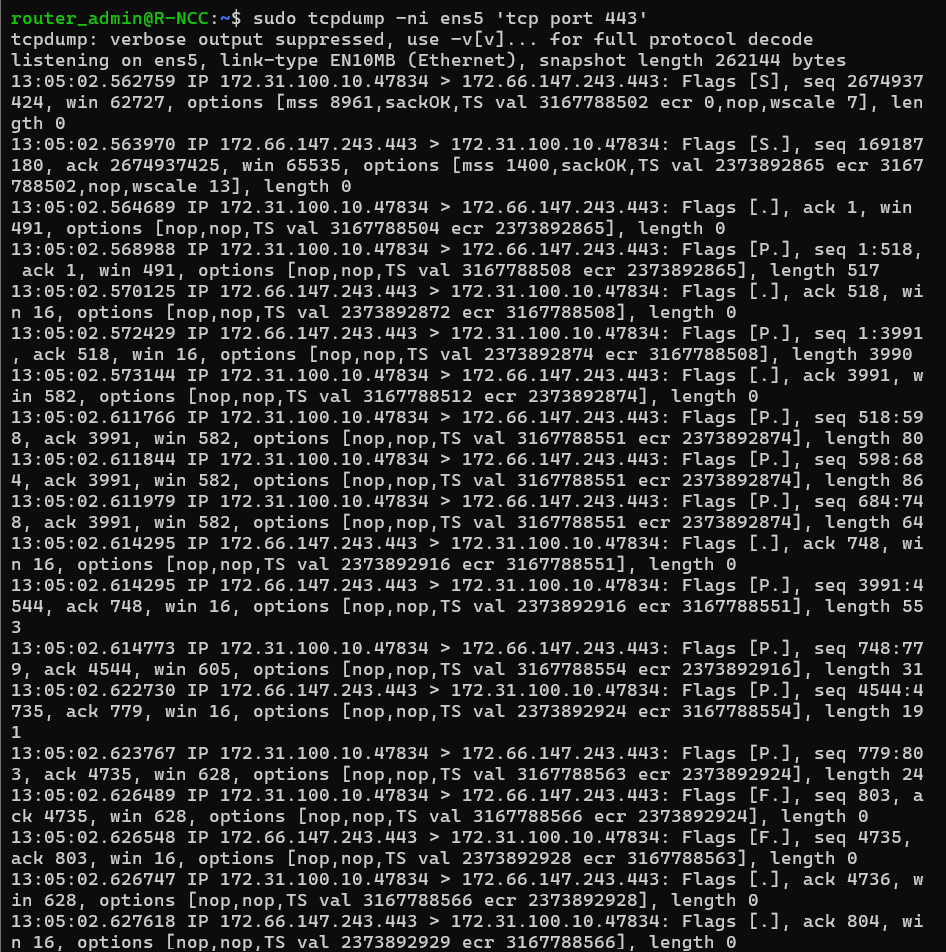 router_admin@R-NCC:~$ sudo tcpdump -ni ens5 'tcp port 443'
tcpdump: verbose output suppressed, use -v[v]... for full protocol decode
listening on ens5, link-type EN10MB (Ethernet), snapshot length 262144 bytes
13:05:02.562759 IP 172.31.100.10.47834 > 172.66.147.243.443: Flags [S], seq 2674937
424, win 62727, options [mss 8961,sackOK,TS val 3167788502 ecr 0,nop,wscale 7], len
gth 0
13:05:02.563970 IP 172.66.147.243.443 > 172.31.100.10.47834: Flags [S.], seq 169187
180, ack 2674937425, win 65535, options [mss 1400,sackOK,TS val 2373892865 ecr 3167
788502,nop,wscale 13], length 0
13:05:02.564689 IP 172.31.100.10.47834 > 172.66.147.243.443: Flags [.], ack 1, win
491, options [nop,nop,TS val 3167788504 ecr 2373892865], length 0
13:05:02.568988 IP 172.31.100.10.47834 > 172.66.147.243.443: Flags [P.], seq 1:518,
 ack 1, win 491, options [nop,nop,TS val 3167788508 ecr 2373892865], length 517
13:05:02.570125 IP 172.66.147.243.443 > 172.31.100.10.47834: Flags [.], ack 518, wi
n 16, options [nop,nop,TS val 2373892872 ecr 3167788508], length 0
13:05:02.572429 IP 172.66.147.243.443 > 172.31.100.10.47834: Flags [P.], seq 1:3991
, ack 518, win 16, options [nop,nop,TS val 2373892874 ecr 3167788508], length 3990
13:05:02.573144 IP 172.31.100.10.47834 > 172.66.147.243.443: Flags [.], ack 3991, w
in 582, options [nop,nop,TS val 3167788512 ecr 2373892874], length 0
13:05:02.611766 IP 172.31.100.10.47834 > 172.66.147.243.443: Flags [P.], seq 518:59
8, ack 3991, win 582, options [nop,nop,TS val 3167788551 ecr 2373892874], length 80
13:05:02.611844 IP 172.31.100.10.47834 > 172.66.147.243.443: Flags [P.], seq 598:68
4, ack 3991, win 582, options [nop,nop,TS val 3167788551 ecr 2373892874], length 86
13:05:02.611979 IP 172.31.100.10.47834 > 172.66.147.243.443: Flags [P.], seq 684:74
8, ack 3991, win 582, options [nop,nop,TS val 3167788551 ecr 2373892874], length 64
13:05:02.614295 IP 172.66.147.243.443 > 172.31.100.10.47834: Flags [.], ack 748, wi
n 16, options [nop,nop,TS val 2373892916 ecr 3167788551], length 0
13:05:02.614295 IP 172.66.147.243.443 > 172.31.100.10.47834: Flags [P.], seq 3991:4
544, ack 748, win 16, options [nop,nop,TS val 2373892916 ecr 3167788551], length 55
3
13:05:02.614773 IP 172.31.100.10.47834 > 172.66.147.243.443: Flags [P.], seq 748:77
9, ack 4544, win 605, options [nop,nop,TS val 3167788554 ecr 2373892916], length 31
13:05:02.622730 IP 172.66.147.243.443 > 172.31.100.10.47834: Flags [P.], seq 4544:4
735, ack 779, win 16, options [nop,nop,TS val 2373892924 ecr 3167788554], length 19
1
13:05:02.623767 IP 172.31.100.10.47834 > 172.66.147.243.443: Flags [P.], seq 779:80
3, ack 4735, win 628, options [nop,nop,TS val 3167788563 ecr 2373892924], length 24
13:05:02.626489 IP 172.31.100.10.47834 > 172.66.147.243.443: Flags [F.], seq 803, a
ck 4735, win 628, options [nop,nop,TS val 3167788566 ecr 2373892924], length 0
13:05:02.626548 IP 172.66.147.243.443 > 172.31.100.10.47834: Flags [F.], seq 4735,
ack 803, win 16, options [nop,nop,TS val 2373892928 ecr 3167788563], length 0
13:05:02.626747 IP 172.31.100.10.47834 > 172.66.147.243.443: Flags [.], ack 4736, w
in 628, options [nop,nop,TS val 3167788566 ecr 2373892928], length 0
13:05:02.627618 IP 172.66.147.243.443 > 172.31.100.10.47834: Flags [.], ack 804, wi
n 16, options [nop,nop,TS val 2373892929 ecr 3167788566], length 0